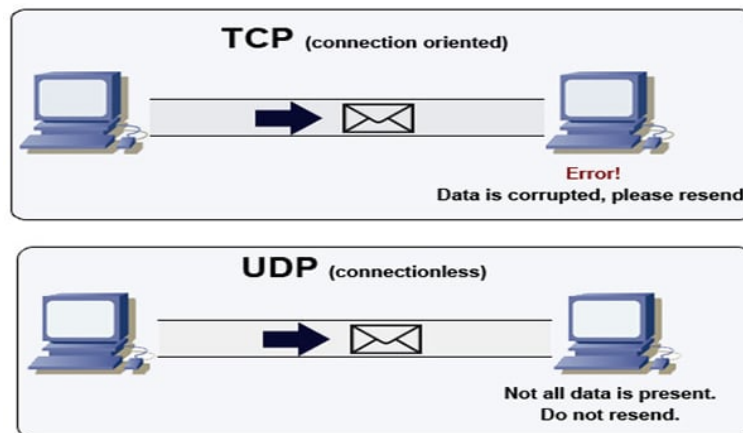 TCP (connection oriented)
Error!
Data is corrupted, please resend
UDP (connectionless)
Not all data is present.
Do not resend.